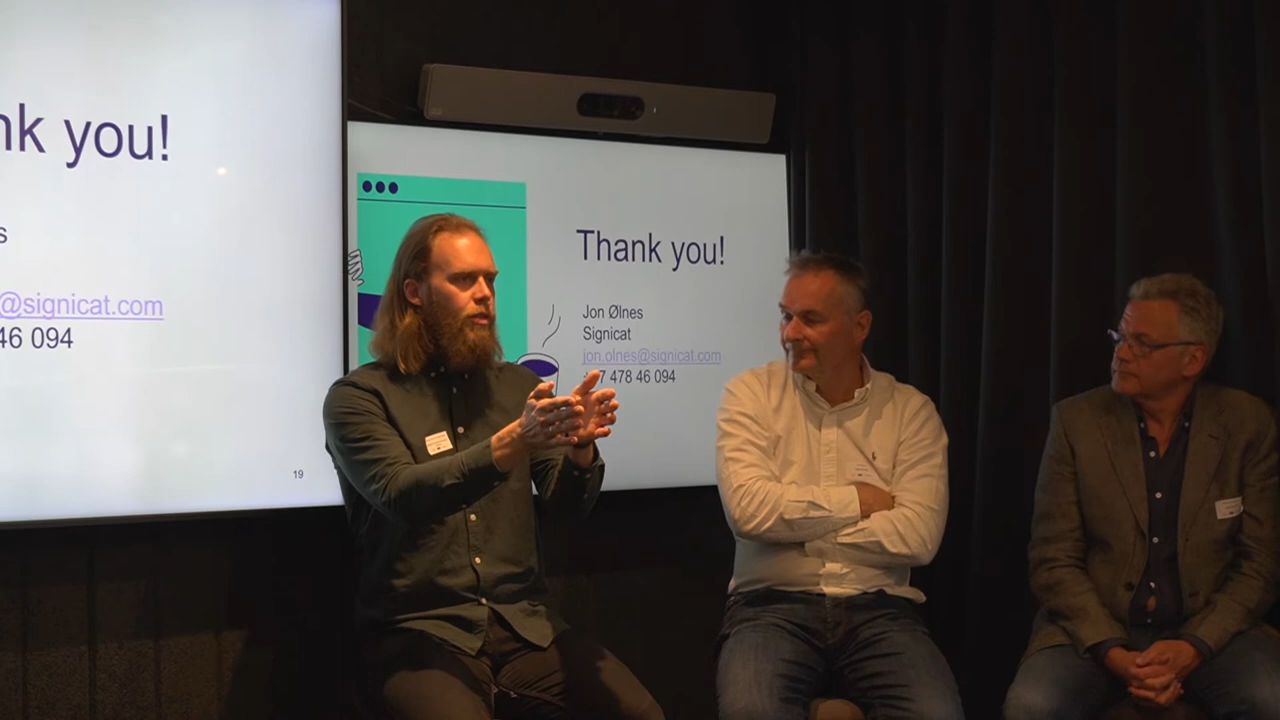 nk you!
s
@signicat.com
46 094
19
Thank you!
Jon Ølnes
Signicat
jon.olnes@signicat.com
7 478 46 094